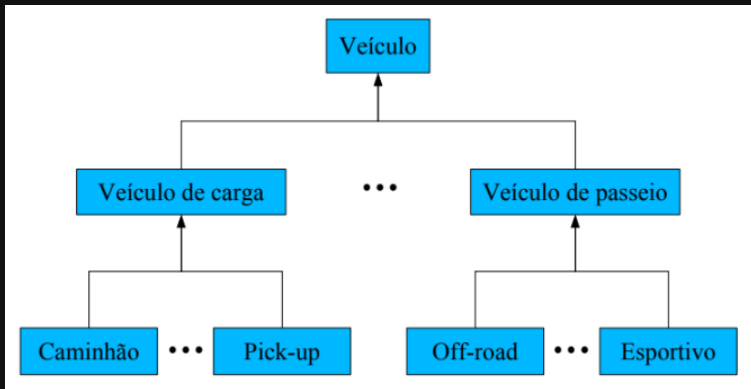 Veículo
Veículo de carga
•••
Veículo de passeio
Caminhão
•••
Pick-up
Off-road
•••
Esportivo